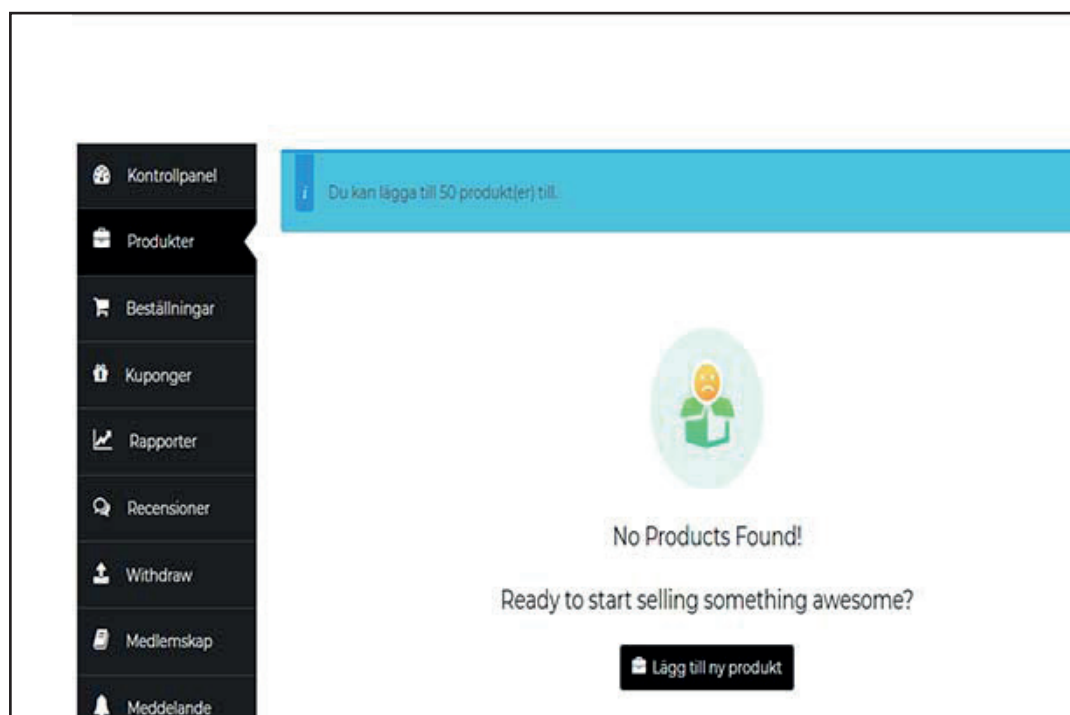 Kontrollpanel
Produkter
Beställningar
Kuponger
Rapporter
Recensioner
Withdraw
Medlemskap
Meddelande
i Du kan lägga till 50 produkt(er) till.
No Products Found!
Ready to start selling something awesome?
Lägg till ny produkt